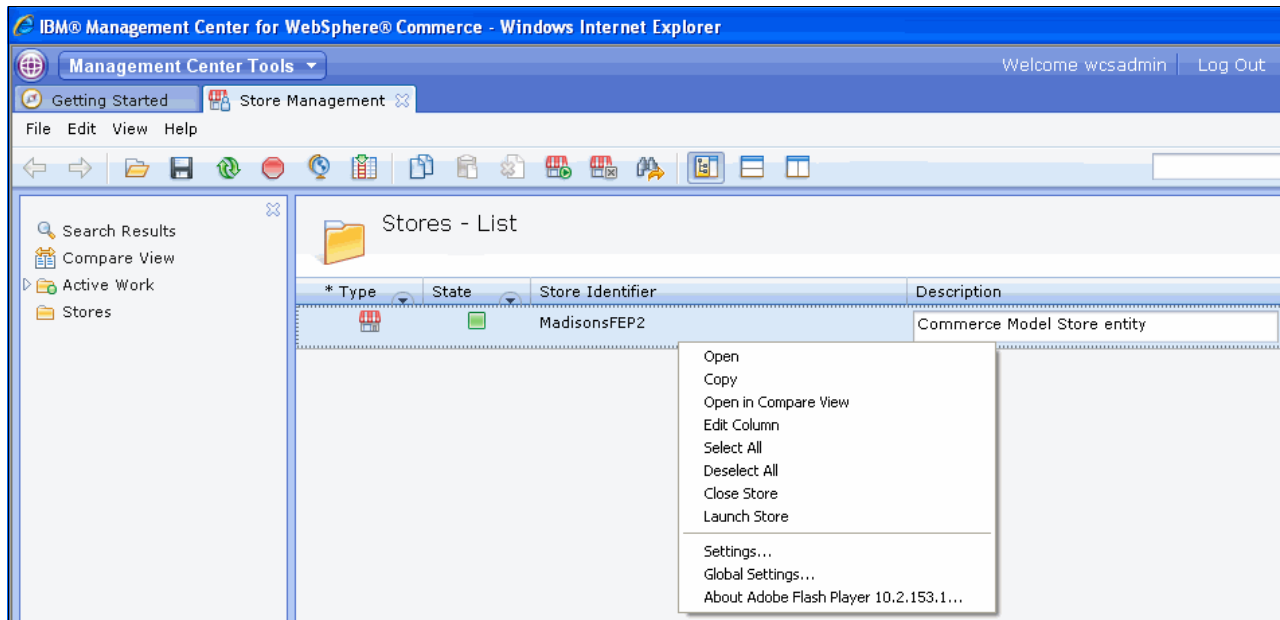 IBM® Management Center for WebSphere® Commerce - Windows Internet Explorer
Management Center Tools Welcome wcsadmin Log Out
Getting Started Store Management
File Edit View Help
Search Results
Compare View
Active Work
Stores
Stores - List
* Type State Store Identifier Description
MadisonsFEP2 Commerce Model Store entity
Open
Copy
Open in Compare View
Edit Column
Select All
Deselect All
Close Store
Launch Store
Settings...
Global Settings...
About Adobe Flash Player 10.2.153.1...